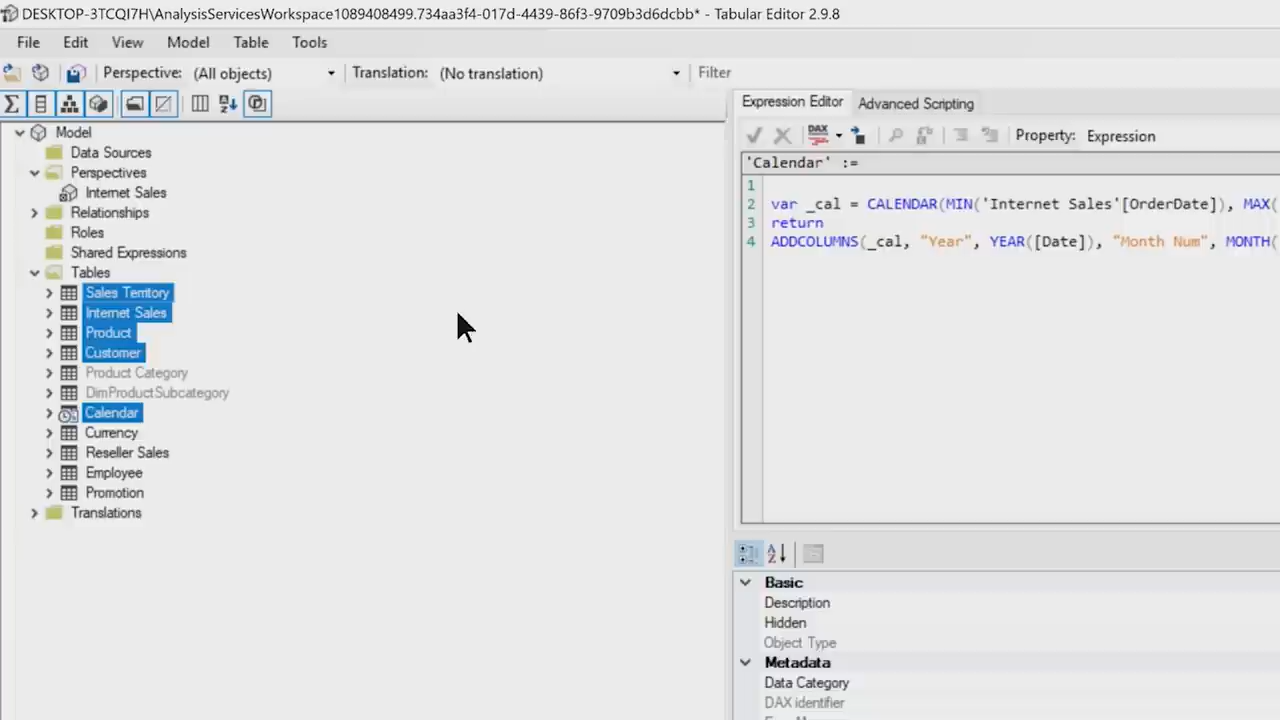 DESKTOP-3TCQI7H\AnalysisServicesWorkspace1089408499.734aa3f4-017d-4439-86f3-9709b3d6dcbb* - Tabular Editor 2.9.8
File Edit View Model Table Tools
Perspective: (All objects) Translation: (No translation) Filter
Expression Editor Advanced Scripting
DAX Property: Expression
'Calendar' :=
1
2 var _cal = CALENDAR(MIN('Internet Sales'[OrderDate]), MAX(
3 return
4 ADDCOLUMNS(_cal, "Year", YEAR([Date]), "Month Num", MONTH(
Model
Data Sources
Perspectives
Internet Sales
Relationships
Roles
Shared Expressions
Tables
Sales Territory
Internet Sales
Product
Customer
Product Category
DimProductSubcategory
Calendar
Currency
Reseller Sales
Employee
Promotion
Translations
Basic
Description
Hidden
Object Type
Metadata
Data Category
DAX identifier